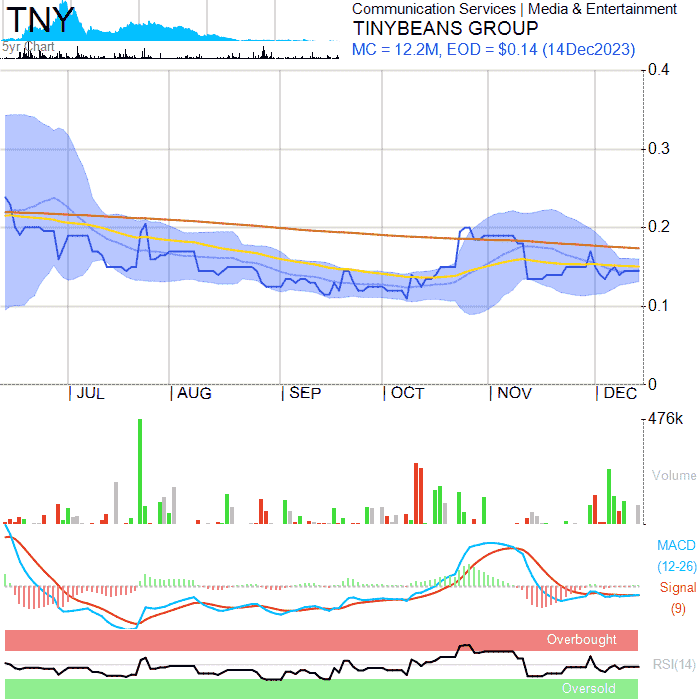 TNY
5yr Chart
Communication Services | Media & Entertainment
TINYBEANS GROUP
MC = 12.2M, EOD = $0.14 (14Dec2023)
0.4
0.3
0.2
0.1
0
| JUL | AUG | SEP | OCT | NOV | DEC
476k
Volume
MACD
(12-26)
Signal
(9)
Overbought
RSI(14)
Oversold